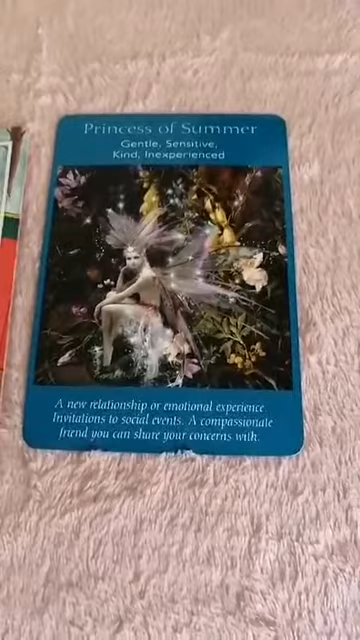 Princess of Summer
Gentle, Sensitive,
Kind, Inexperienced
A new relationship or emotional experience.
Invitations to social events. A compassionate
friend you can share your concerns with.